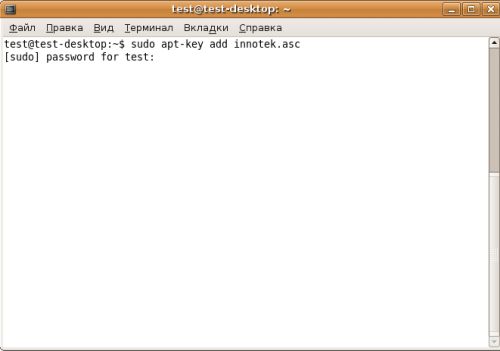 test@test-desktop: ~
Файл Правка Вид Терминал Вкладки Справка
test@test-desktop:~$ sudo apt-key add innotek.asc
[sudo] password for test: